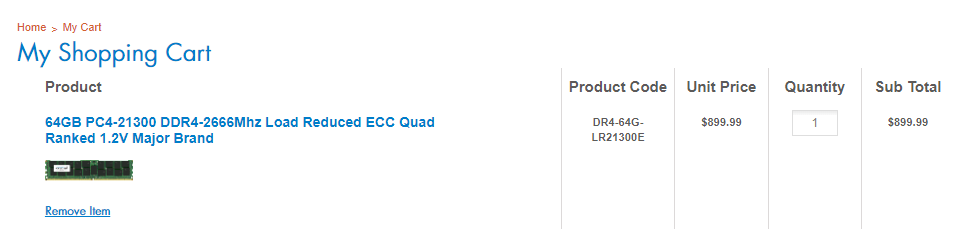 Home > My Cart
My Shopping Cart
Product Product Code Unit Price Quantity Sub Total
64GB PC4-21300 DDR4-2666Mhz Load Reduced ECC Quad
Ranked 1.2V Major Brand
DR4-64G-
LR21300E
$899.99
1
$899.99
Remove Item